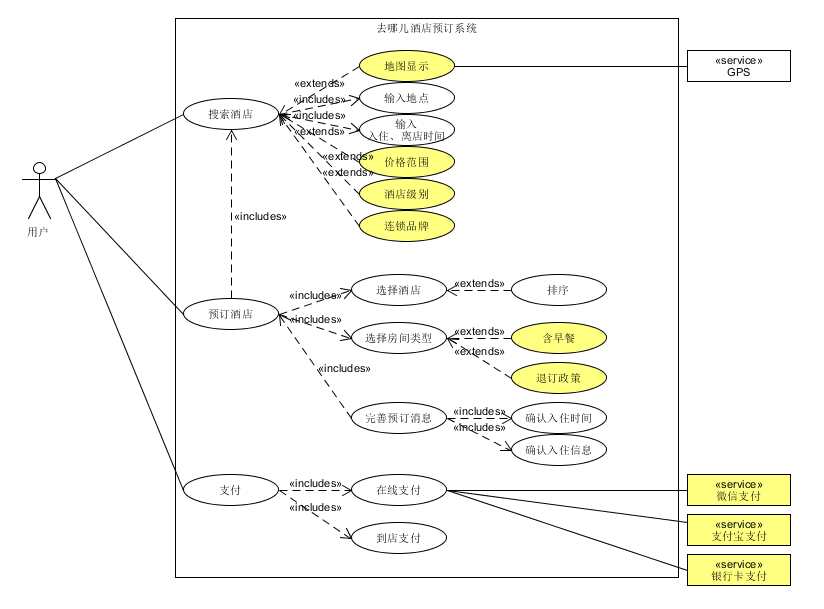 去哪儿酒店预订系统
地图显示
«service»
GPS
«extends»
搜索酒店
«includes»
输入地点
«includes»
输入
入住、离店时间
«extends»
«extends»
价格范围
«extends»
酒店级别
连锁品牌
用户
«includes»
«includes»
选择酒店
«extends»
排序
预订酒店
«includes»
选择房间类型
«extends»
含早餐
«extends»
«includes»
退订政策
完善预订消息
«includes»
确认入住时间
«includes»
确认入住信息
支付
«includes»
在线支付
«service»
微信支付
«includes»
到店支付
«service»
支付宝支付
«service»
银行卡支付